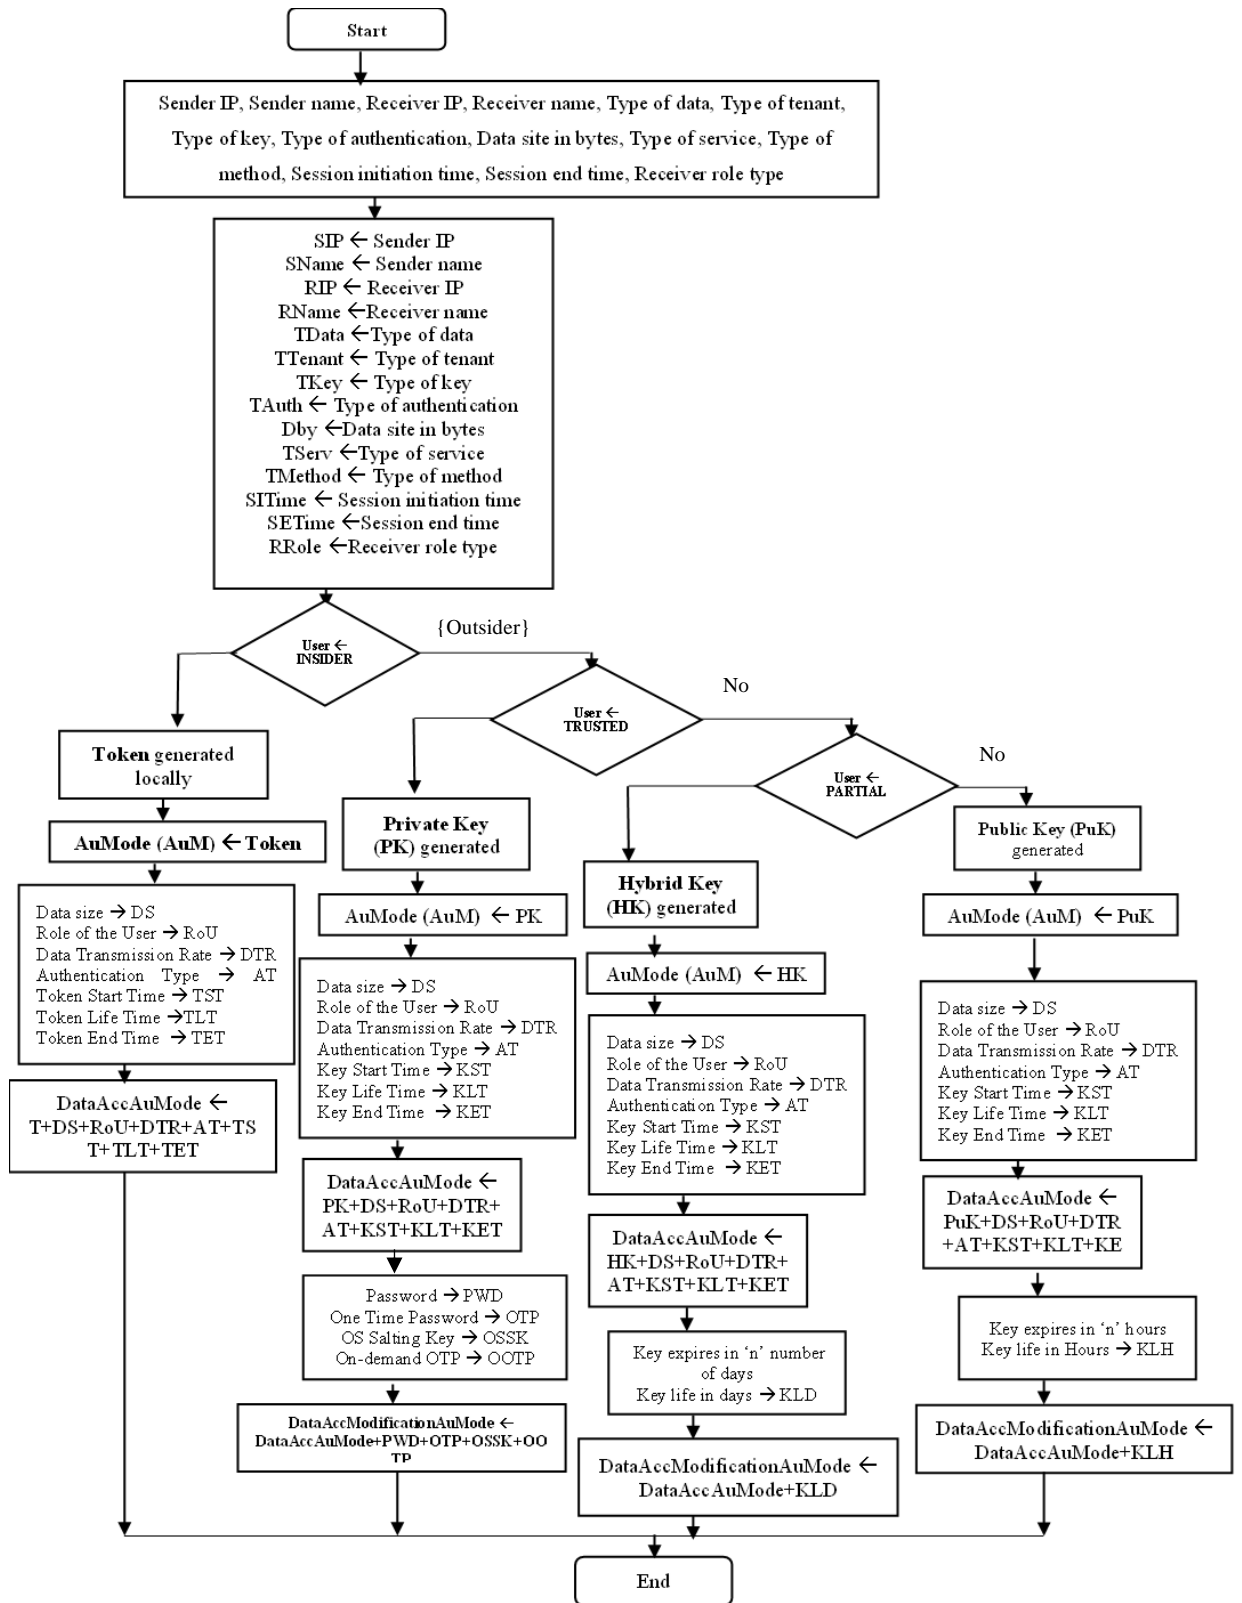 Start
Sender IP, Sender name, Receiver IP, Receiver name, Type of data, Type of tenant,
Type of key, Type of authentication, Data site in bytes, Type of service, Type of
method, Session initiation time, Session end time, Receiver role type
SIP ← Sender IP
SName ← Sender name
RIP ← Receiver IP
RName ←Receiver name
TData ←Type of data
TTenant ← Type of tenant
TKey ← Type of key
TAuth ← Type of authentication
Dby ←Data site in bytes
TServ ←Type of service
TMethod ← Type of method
SITime ← Session initiation time
SETime ←Session end time
RRole ←Receiver role type
User ←
INSIDER
{Outsider}
User ←
TRUSTED
No
User ←
PARTIAL
No
Token generated
locally
AuMode (AuM) ← Token
Data size → DS
Role of the User → RoU
Data Transmission Rate → DTR
Authentication Type → AT
Token Start Time → TST
Token Life Time →TLT
Token End Time → TET
DataAccAuMode ←
T+DS+RoU+DTR+AT+TS
T+TLT+TET
Private Key
(PK) generated
AuMode (AuM) ← PK
Data size → DS
Role of the User → RoU
Data Transmission Rate → DTR
Authentication Type → AT
Key Start Time → KST
Key Life Time → KLT
Key End Time → KET
DataAccAuMode ←
PK+DS+RoU+DTR+
AT+KST+KLT+KET
Password → PWD
One Time Password → OTP
OS Salting Key → OSSK
On-demand OTP → OOTP
DataAccModificationAuMode ←
DataAccAuMode+PWD+OTP+OSSK+OO
TP
Hybrid Key
(HK) generated
AuMode (AuM) ← HK
Data size → DS
Role of the User → RoU
Data Transmission Rate → DTR
Authentication Type → AT
Key Start Time → KST
Key Life Time → KLT
Key End Time → KET
DataAccAuMode ←
HK+DS+RoU+DTR+
AT+KST+KLT+KET
Key expires in ‘n’ number
of days
Key life in days → KLD
DataAccModificationAuMode ←
DataAccAuMode+KLD
Public Key (PuK)
generated
AuMode (AuM) ← PuK
Data size → DS
Role of the User → RoU
Data Transmission Rate → DTR
Authentication Type → AT
Key Start Time → KST
Key Life Time → KLT
Key End Time → KET
DataAccAuMode ←
PuK+DS+RoU+DTR
+AT+KST+KLT+KE
Key expires in ‘n’ hours
Key life in Hours → KLH
DataAccModificationAuMode ←
DataAccAuMode+KLH
End